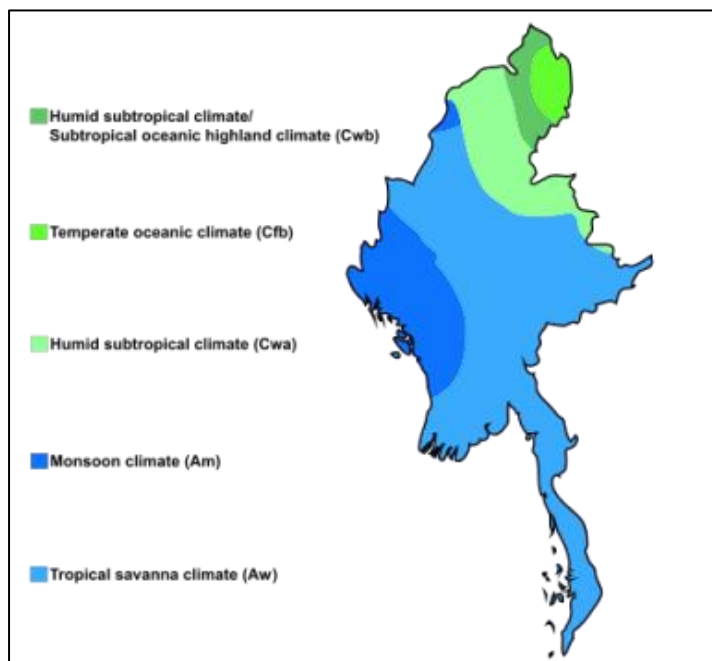 Humid subtropical climate/
Subtropical oceanic highland climate (Cwb)
Temperate oceanic climate (Cfb)
Humid subtropical climate (Cwa)
Monsoon climate (Am)
Tropical savanna climate (Aw)